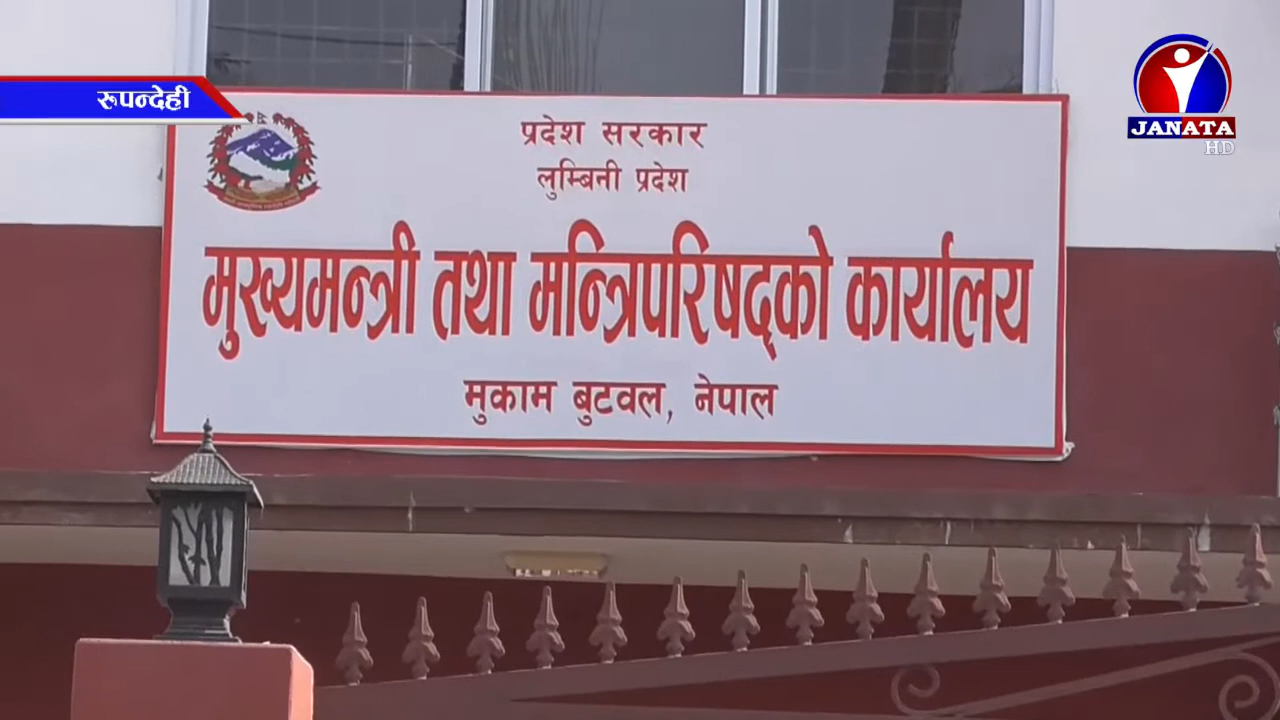 रुपन्देही
JANATA
HD
प्रदेश सरकार
लुम्बिनी प्रदेश
मुख्यमन्त्री तथा मन्त्रिपरिषद्को कार्यालय
मुकाम बुटवल, नेपाल